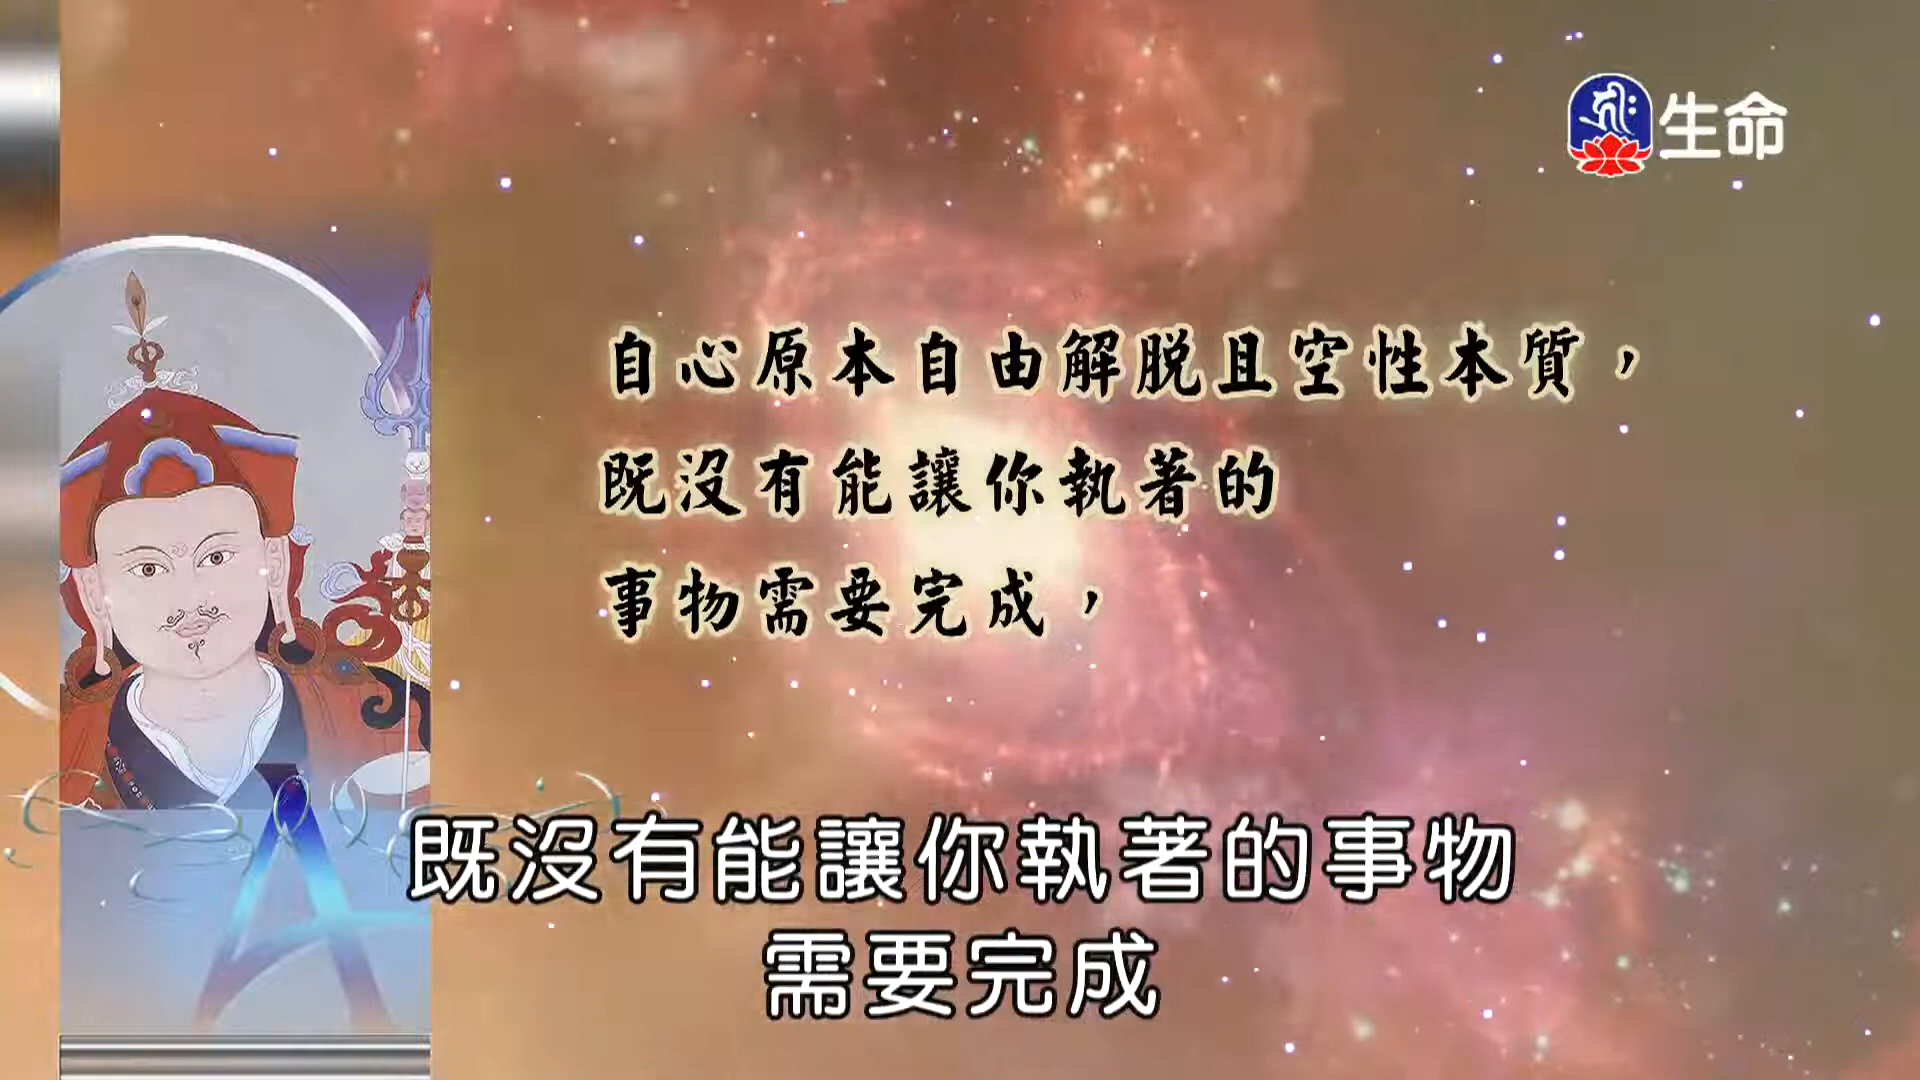 生命
自心原本自由解脱且空性本質，
既沒有能讓你執著的
事物需要完成，
既沒有能讓你執著的事物
需要完成